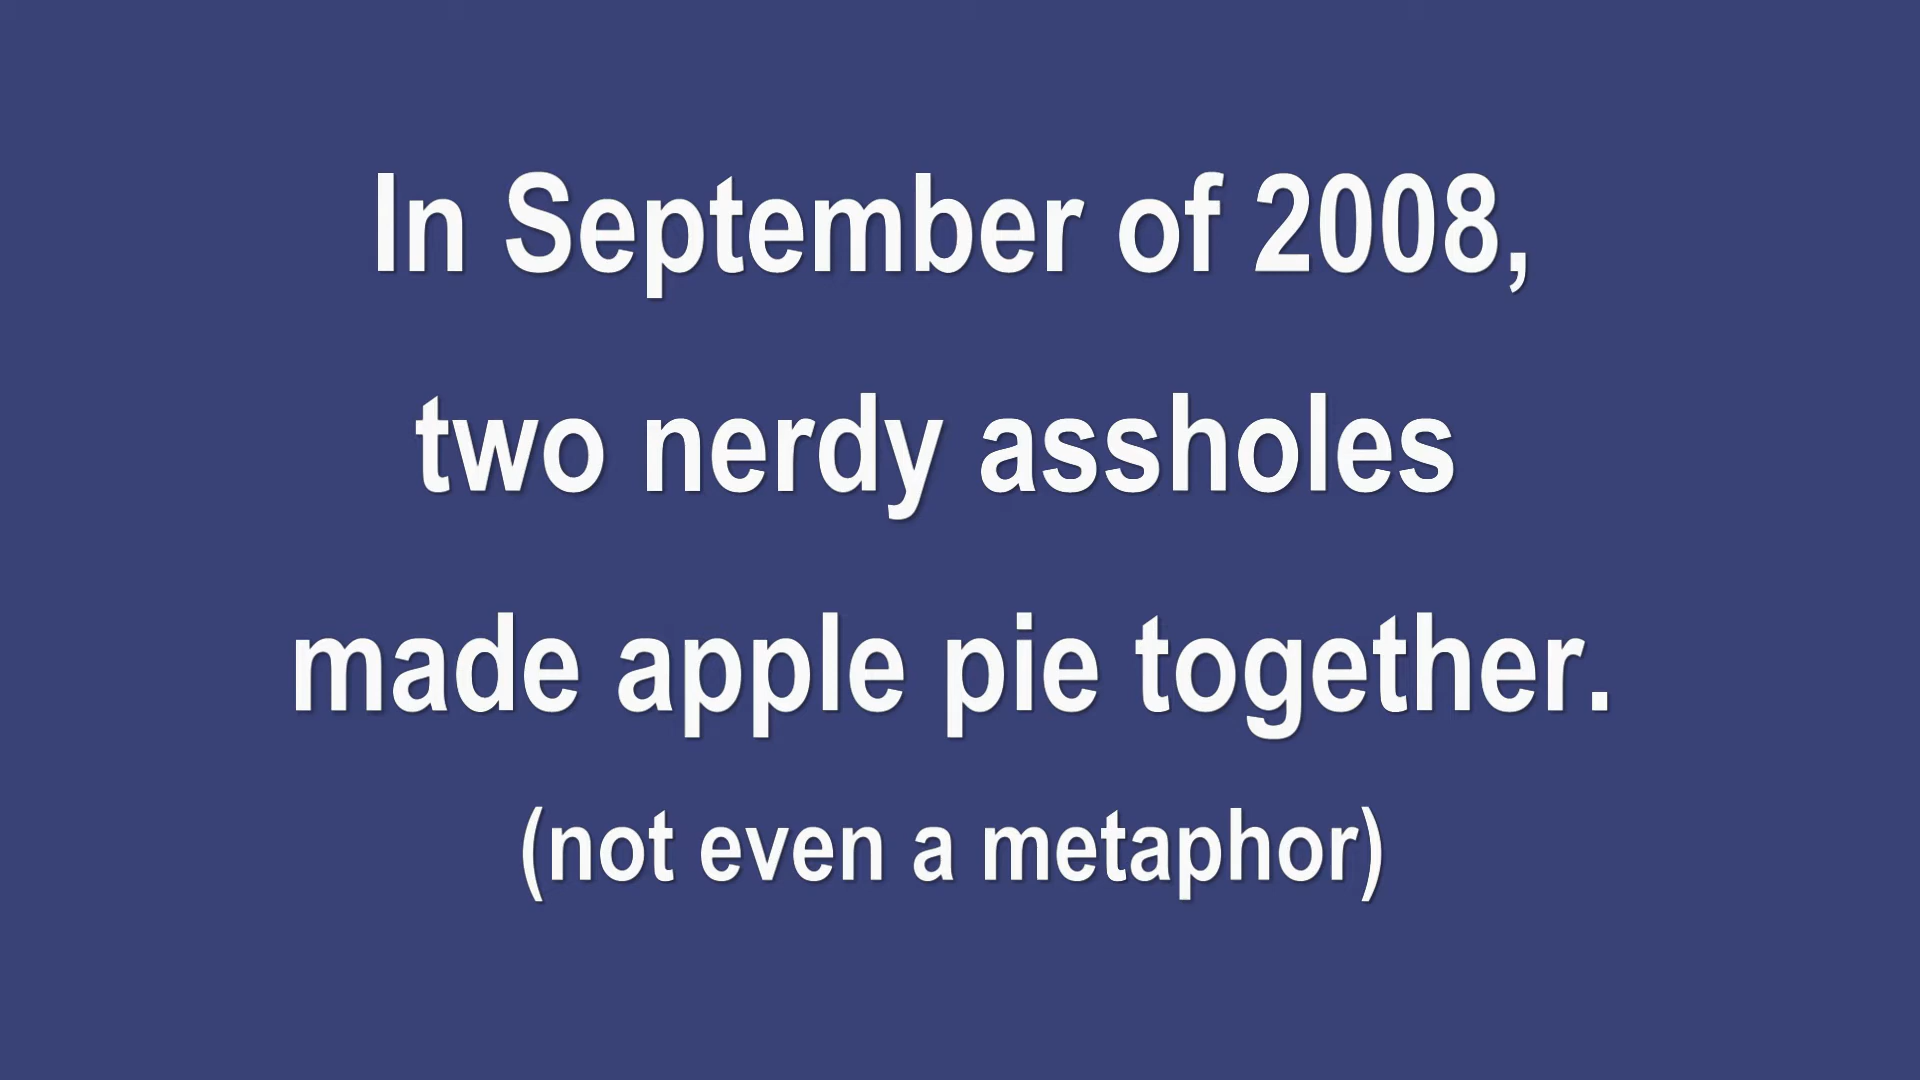 In September of 2008,
two nerdy assholes
made apple pie together.
(not even a metaphor)